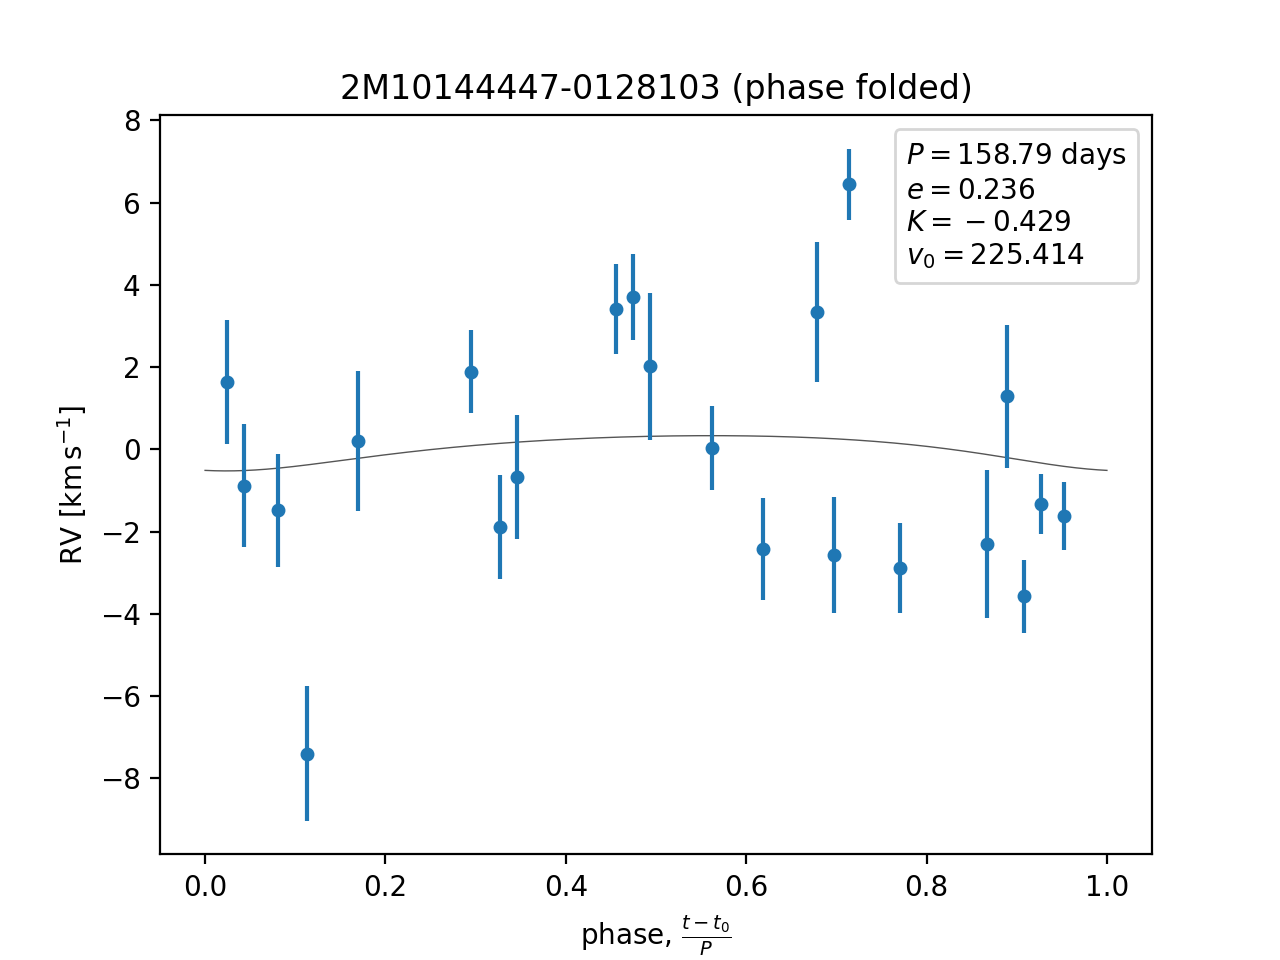 2M10144447-0128103 (phase folded)
P = 158.79 days
e = 0.236
K = −0.429
v₀ = 225.414
8
6
4
2
0
−2
−4
−6
−8
RV [km s⁻¹]
0.0 0.2 0.4 0.6 0.8 1.0
phase, (t − t₀)/P